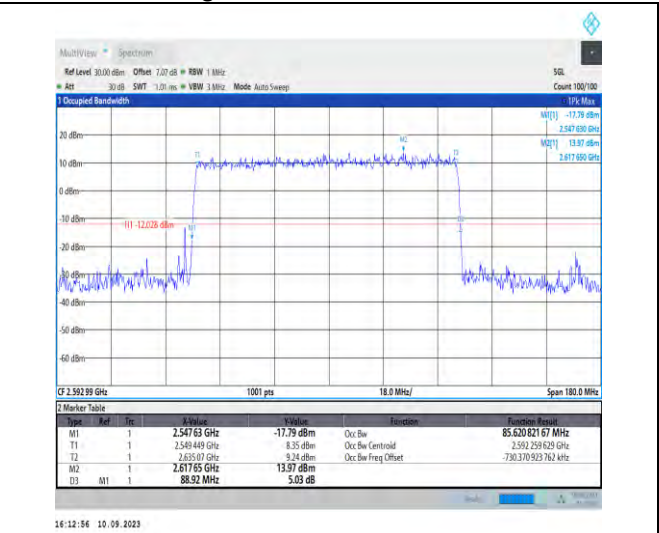 MultiView Spectrum
Ref Level 30.00 dBm Offset 7.07 dB RBW 1 MHz SGL
Att 30 dB SWT 1.01 ms VBW 3 MHz Mode Auto Sweep Count 100/100
1 Occupied Bandwidth 1Pk Max
M1[1] -17.79 dBm
2.547 630 GHz
M2[1] 13.97 dBm
2.617 650 GHz
20 dBm
M2
T1 T2
10 dBm
0 dBm
-10 dBm
H1 -12.028 dBm
M1
-20 dBm
-30 dBm
-40 dBm
-50 dBm
-60 dBm
CF 2.592 99 GHz 1001 pts 18.0 MHz/ Span 180.0 MHz
2 Marker Table
Type Ref Trc X-Value Y-Value Function Function Result
M1 1 2.547 63 GHz -17.79 dBm Occ Bw 85.620 821 67 MHz
T1 1 2.549 449 GHz 8.35 dBm Occ Bw Centroid 2.592 259 629 GHz
T2 1 2.635 07 GHz 9.24 dBm Occ Bw Freq Offset -730.370 923 762 kHz
M2 1 2.617 65 GHz 13.97 dBm
D3 M1 1 88.92 MHz 5.03 dB
16:12:56 10.09.2023